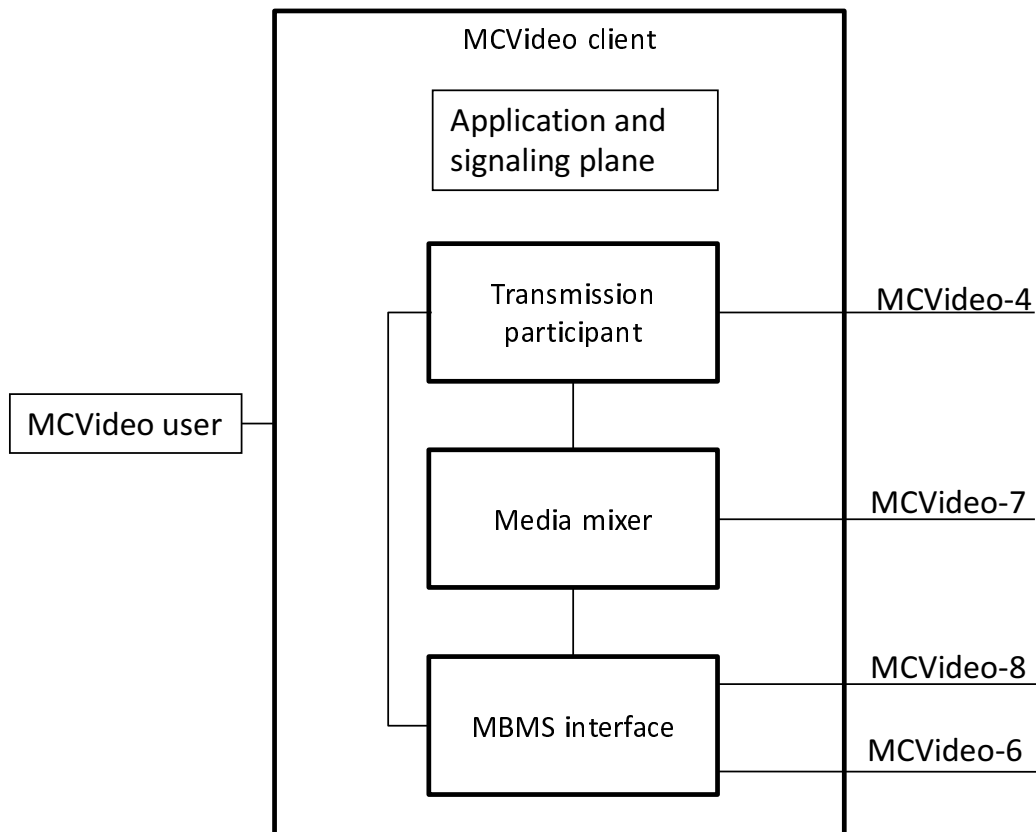 MCVideo client
Application and
signaling plane
Transmission
participant
MCVideo-4
MCVideo user
Media mixer
MCVideo-7
MBMS interface
MCVideo-8
MCVideo-6